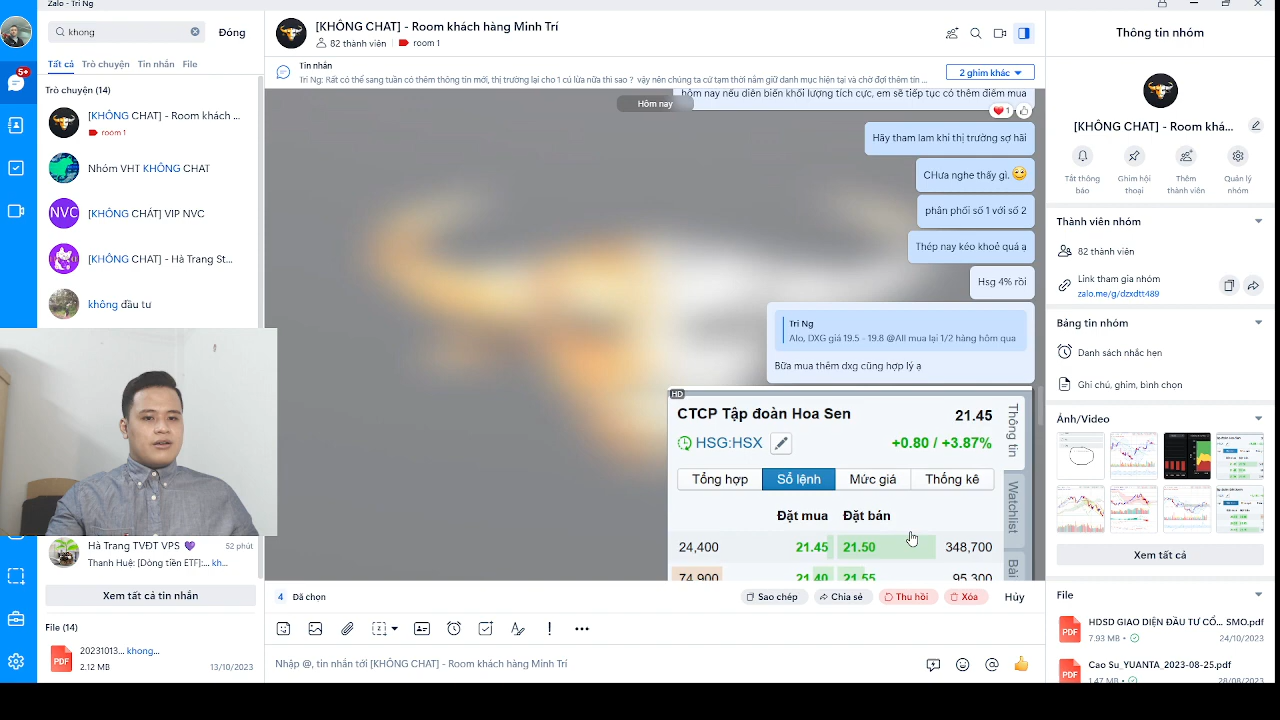 Zalo - Tri Ng
khong
Đóng
Tất cả
Trò chuyện
Tin nhắn
File
Trò chuyện (14)
[KHÔNG CHAT] - Room khách ...
room 1
Nhóm VHT KHÔNG CHAT
NVC
[KHÔNG CHÁT] VIP NVC
[KHÔNG CHAT] - Hà Trang St...
không đầu tư
Hà Trang TVĐT VPS 💜
52 phút
Thanh Huệ: [Dòng tiền ETF]:... kh...
Xem tất cả tin nhắn
File (14)
PDF
20231013... khong...
2.12 MB
13/10/2023
5+
[KHÔNG CHAT] - Room khách hàng Minh Trí
82 thành viên
room 1
Tin nhắn
Tri Ng: Rất có thể sang tuần có thêm thông tin mới, thị trường lại cho 1 cú lừa nữa thì sao ? vậy nên chúng ta cứ tạm thời nắm giữ danh mục hiện tại và chờ đợi thêm tín ...
2 ghim khác
hôm nay nếu diễn biến khối lượng tích cực, em sẽ tiếp tục có thêm điểm mua
Hôm nay
1
Hãy tham lam khi thị trường sợ hãi
CHưa nghe thấy gì. 😊
phân phối số 1 với số 2
Thép nay kéo khoẻ quá ạ
Hsg 4% rồi
Tri Ng
Alo, DXG giá 19.5 - 19.8 @All mua lại 1/2 hàng hôm qua
Bữa mua thêm dxg cũng hợp lý ạ
HD
CTCP Tập đoàn Hoa Sen
21.45
HSG:HSX
+0.80 / +3.87%
Tổng hợp
Sổ lệnh
Mức giá
Thống kê
Thông tin
Watchlist
Bài
Đặt mua
Đặt bán
24,400
21.45
21.50
348,700
74,900
21.40
21.55
95,300
4
Đã chọn
Sao chép
Chia sẻ
Thu hồi
Xóa
Hủy
Nhập @, tin nhắn tới [KHÔNG CHAT] - Room khách hàng Minh Trí
Thông tin nhóm
[KHÔNG CHAT] - Room khá...
Tắt thông báo
Ghim hội thoại
Thêm thành viên
Quản lý nhóm
Thành viên nhóm
82 thành viên
Link tham gia nhóm
zalo.me/g/dzxdtt489
Bảng tin nhóm
Danh sách nhắc hẹn
Ghi chú, ghim, bình chọn
Ảnh/Video
Xem tất cả
File
PDF
HDSD GIAO DIỆN ĐẦU TƯ CỔ... SMO.pdf
7.93 MB
24/10/2023
PDF
Cao Su_YUANTA_2023-08-25.pdf
1.47 MB
28/08/2023